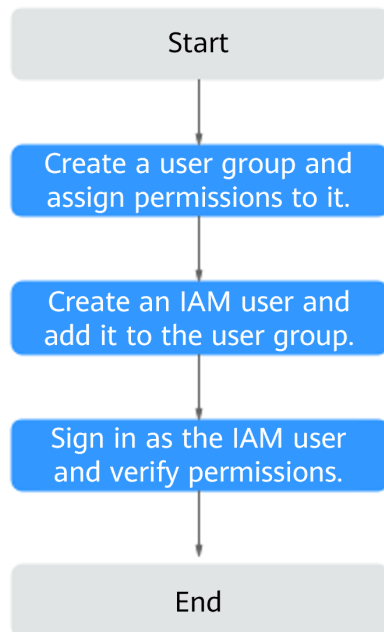 Start
Create a user group and
assign permissions to it.
Create an IAM user and
add it to the user group.
Sign in as the IAM user
and verify permissions.
End